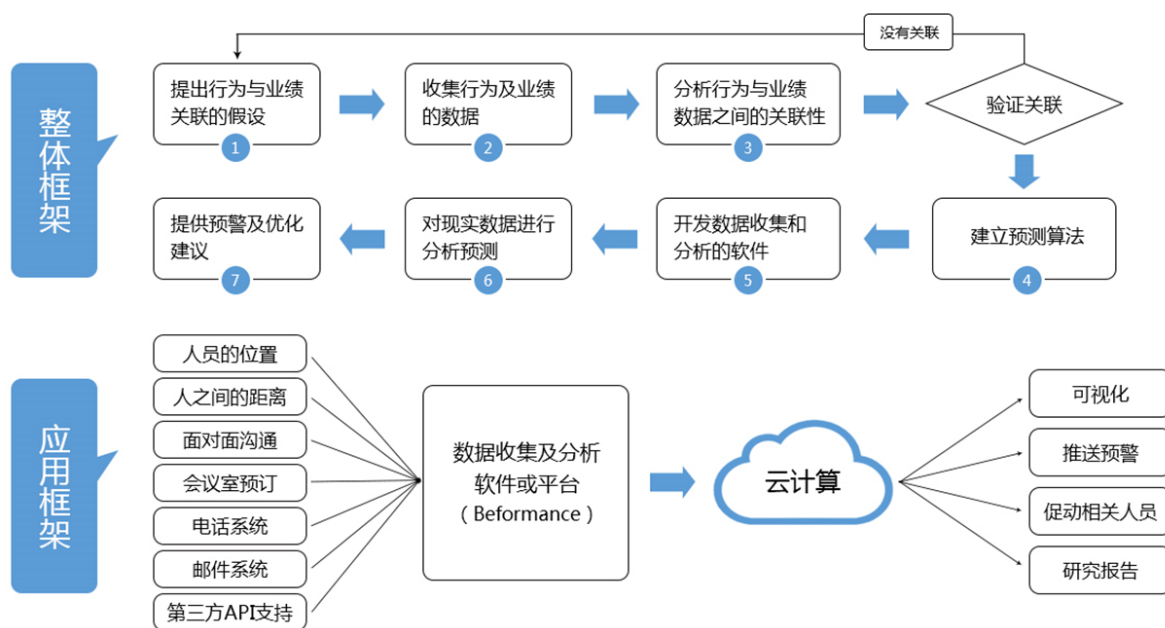 没有关联
整体框架
提出行为与业绩
关联的假设
1
收集行为及业绩
的数据
2
分析行为与业绩
数据之间的关联性
3
验证关联
提供预警及优化
建议
7
对现实数据进行
分析预测
6
开发数据收集和
分析的软件
5
建立预测算法
4
应用框架
人员的位置
人之间的距离
面对面沟通
会议室预订
电话系统
邮件系统
第三方API支持
数据收集及分析
软件或平台
（Beformance）
云计算
可视化
推送预警
促动相关人员
研究报告